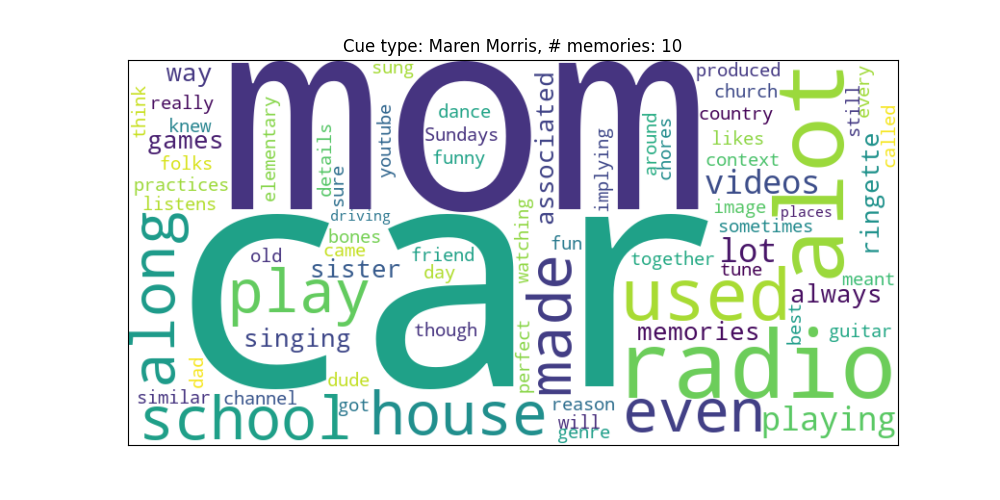 Cue type: Maren Morris, # memories: 10
mom
car
way
sung
produced
think
really
knew
games
folks
practices
listens
elementary
details
sure
youtube
dance
Sundays
funny
associated
implying
around
chores
church
country
likes
context
videos
image
places
sometimes
alot
still
every
called
ringette
driving
bones
came
old
sister
friend
day
watching
fun
together
lot
tune
meant
always
along
play
singing
though
perfect
made
used
memories
best
guitar
radio
dad
dude
similar
channel
got
school
house
reason
will
genre
even
playing